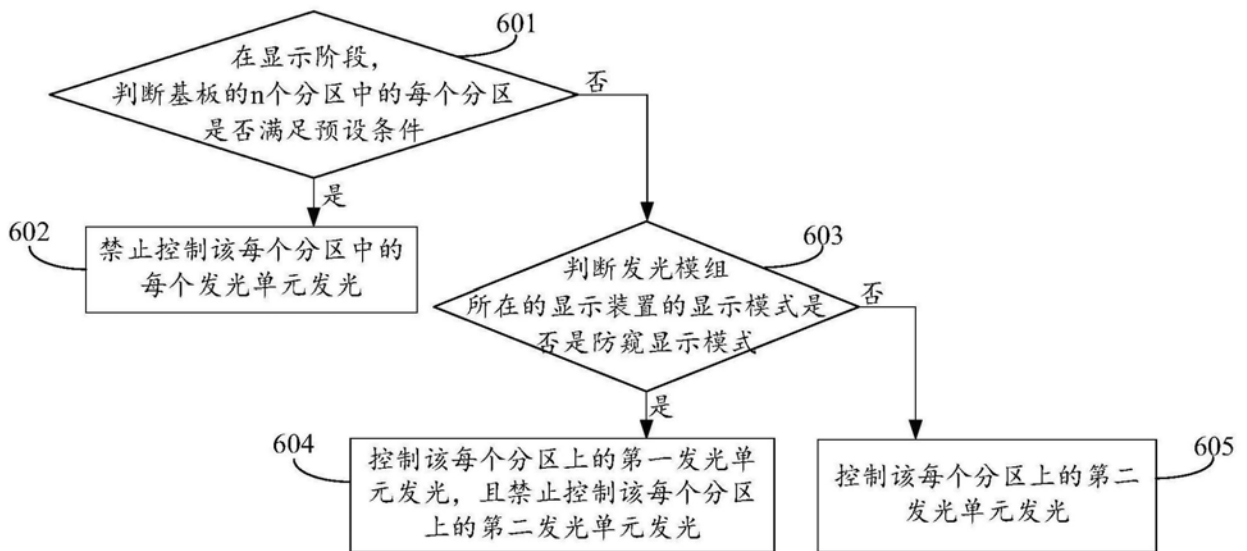 601
在显示阶段,
判断基板的n个分区中的每个分区
是否满足预设条件
否
是
602
禁止控制该每个分区中的
每个发光单元发光
603
判断发光模组
所在的显示装置的显示模式是
否是防窥显示模式
否
是
604
控制该每个分区上的第一发光单
元发光，且禁止控制该每个分区
上的第二发光单元发光
605
控制该每个分区上的第二
发光单元发光